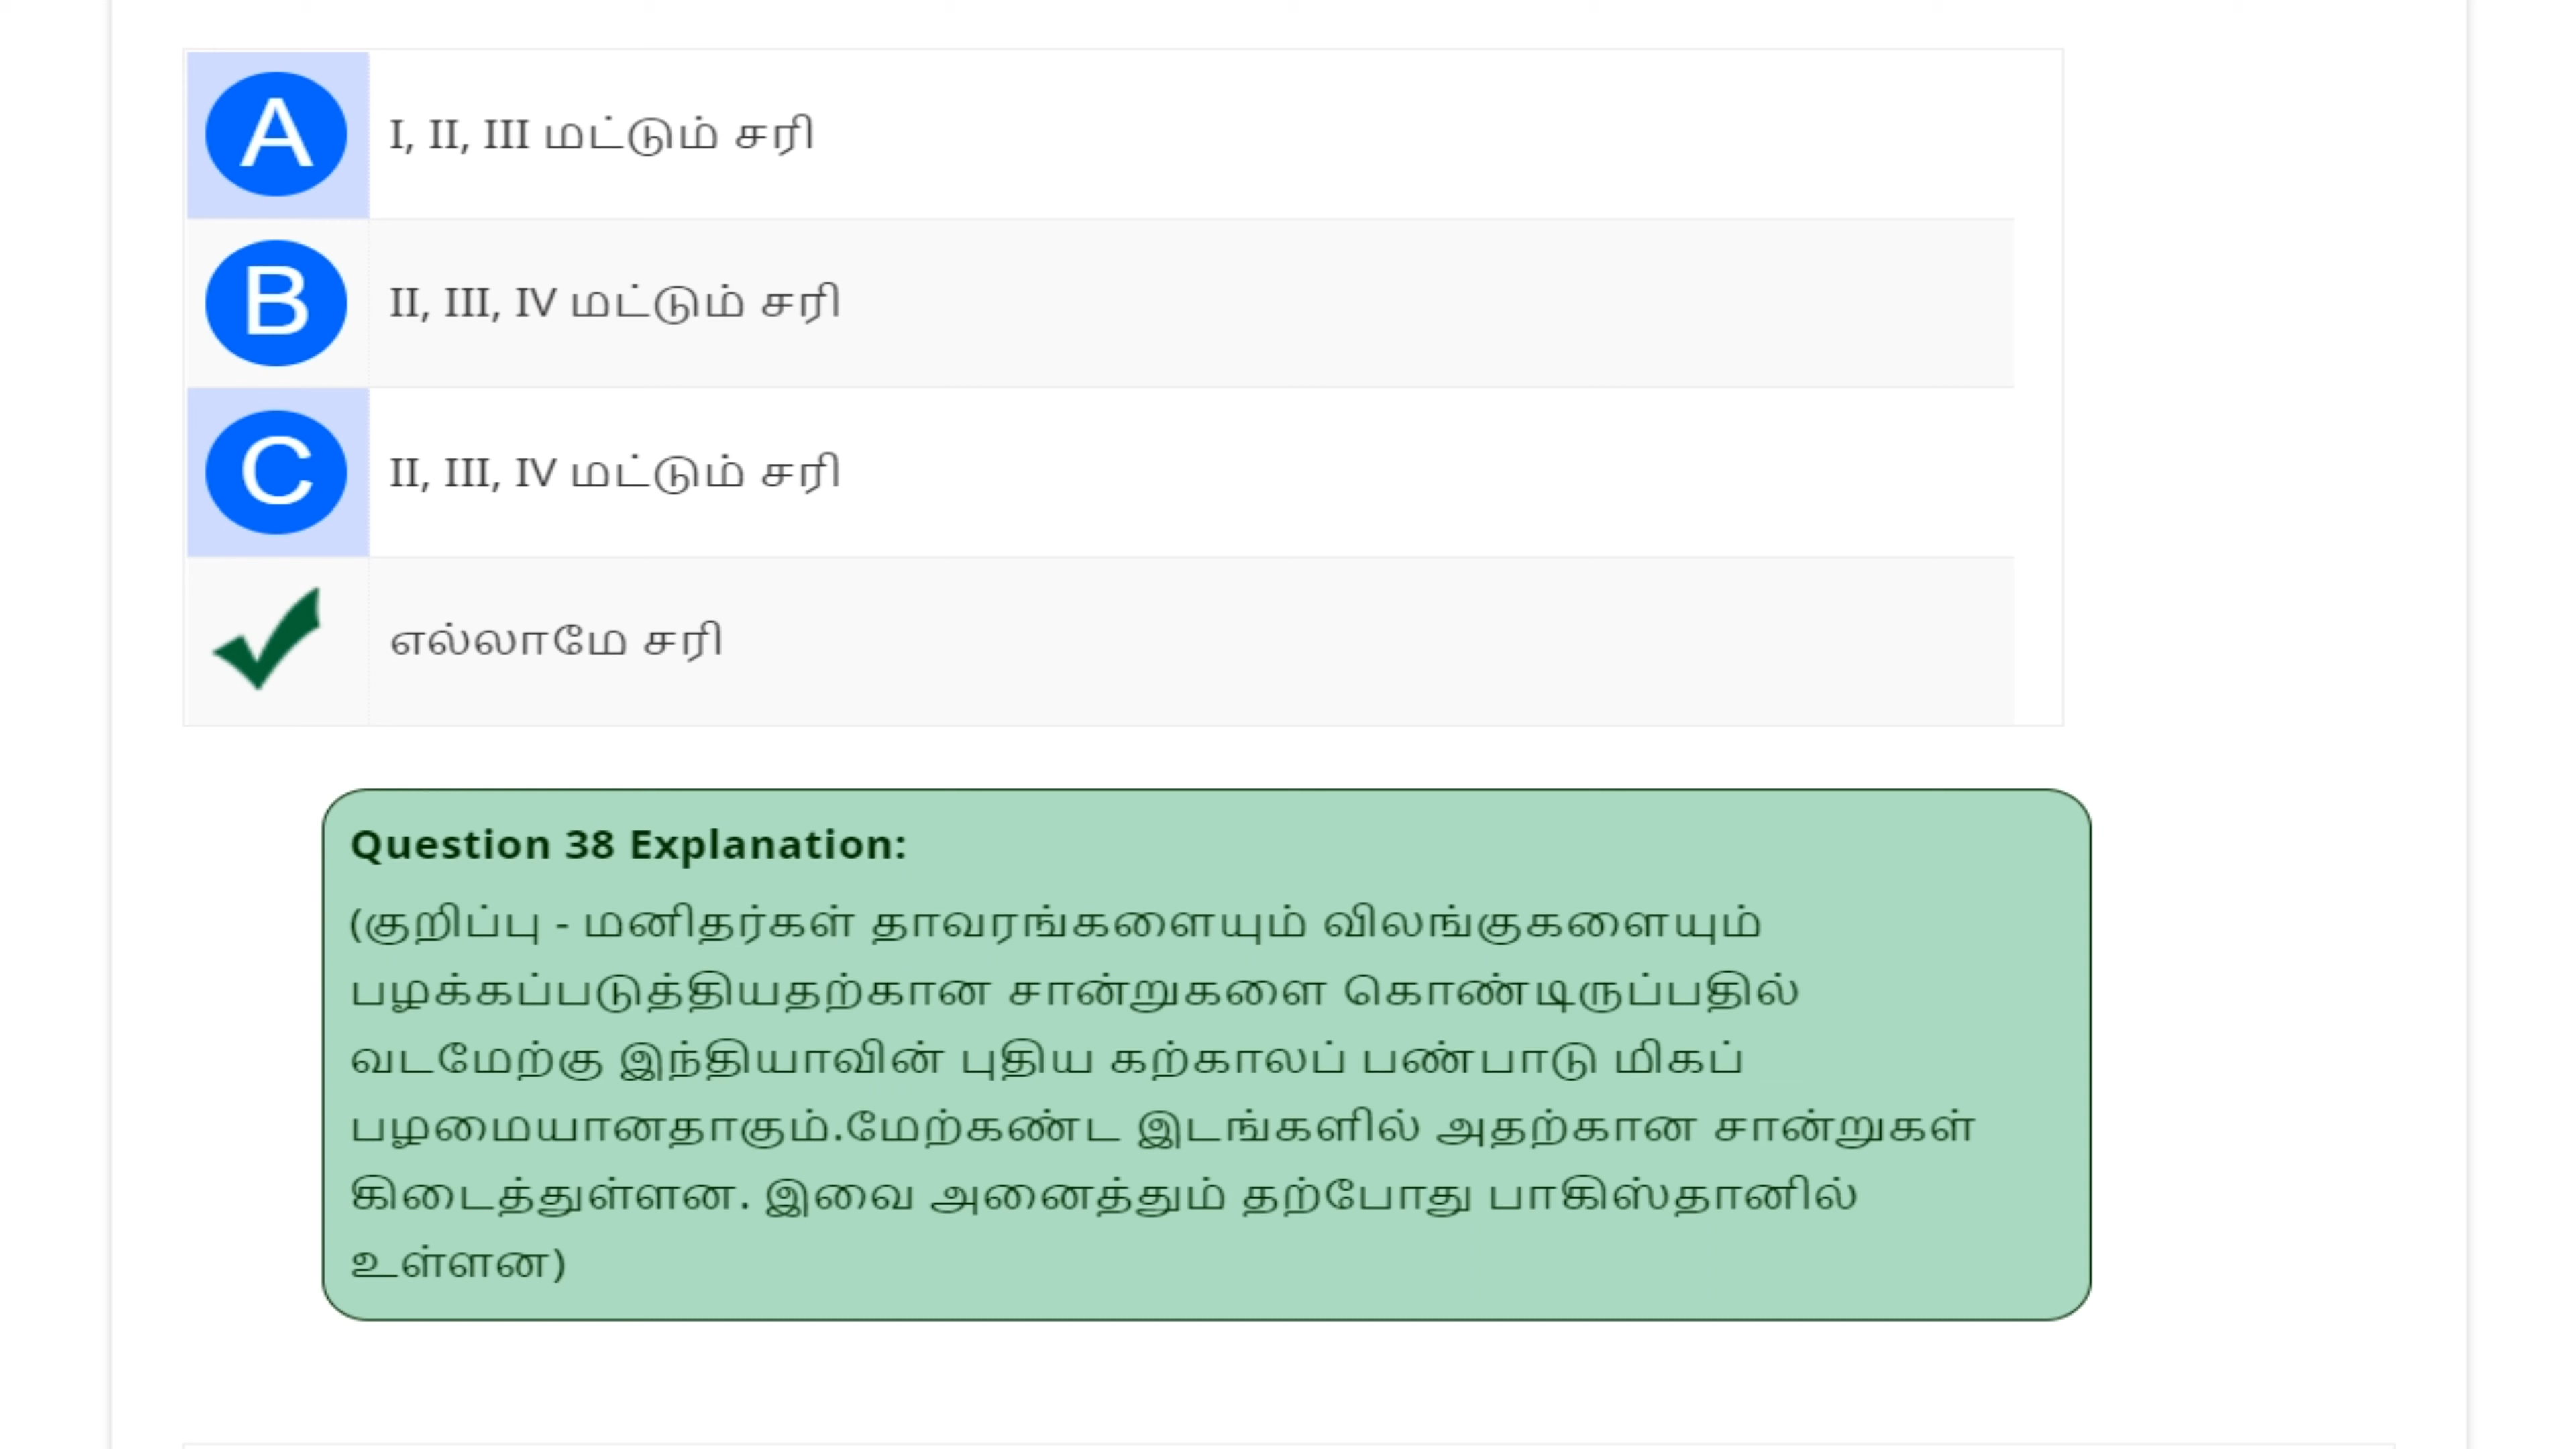 A I, II, III மட்டும் சரி
B II, III, IV மட்டும் சரி
C II, III, IV மட்டும் சரி
எல்லாமே சரி
Question 38 Explanation:
(குறிப்பு - மனிதர்கள் தாவரங்களையும் விலங்குகளையும்
பழக்கப்படுத்தியதற்கான சான்றுகளை கொண்டிருப்பதில்
வடமேற்கு இந்தியாவின் புதிய கற்காலப் பண்பாடு மிகப்
பழமையானதாகும்.மேற்கண்ட இடங்களில் அதற்கான சான்றுகள்
கிடைத்துள்ளன. இவை அனைத்தும் தற்போது பாகிஸ்தானில்
உள்ளன)